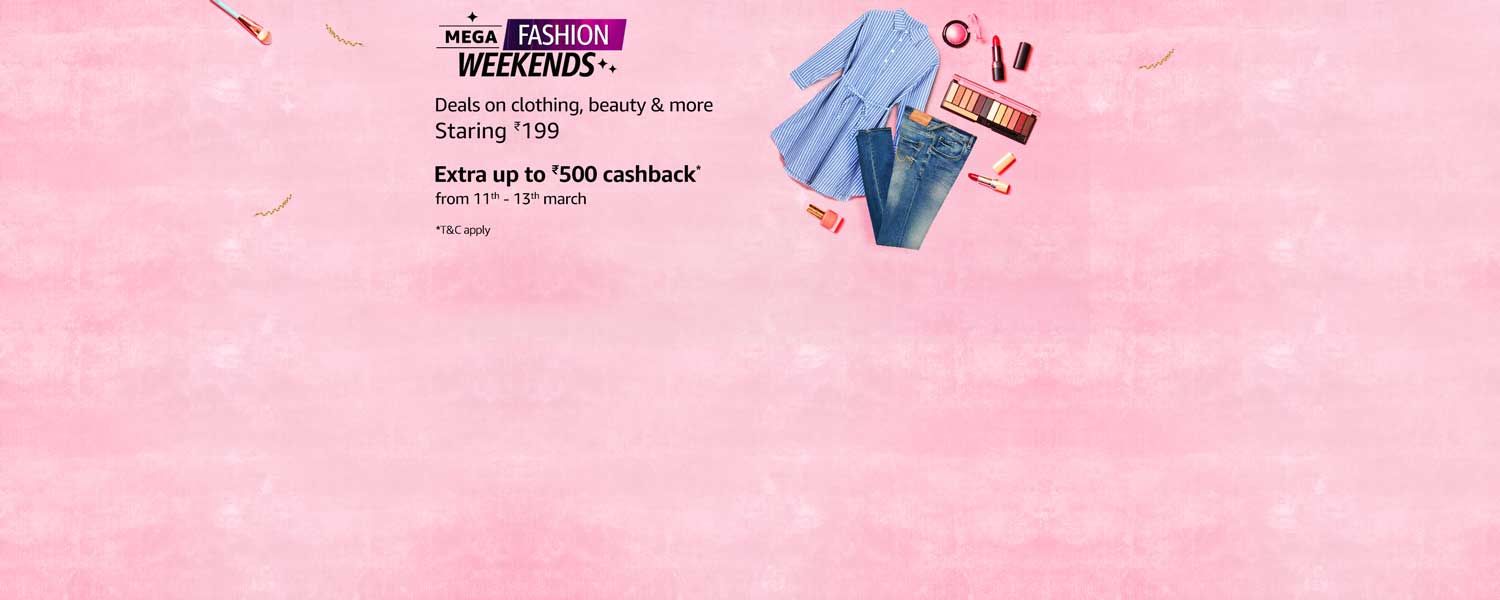 MEGA FASHION
WEEKENDS
Deals on clothing, beauty & more
Staring ₹199
Extra up to ₹500 cashback*
from 11th - 13th march
*T&C apply